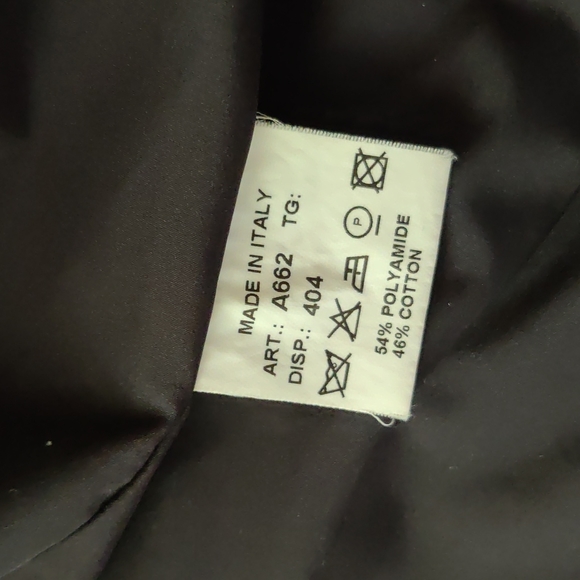 MADE IN ITALY
ART.: A662 TG:
DISP.: 404
P
54% POLYAMIDE
46% COTTON